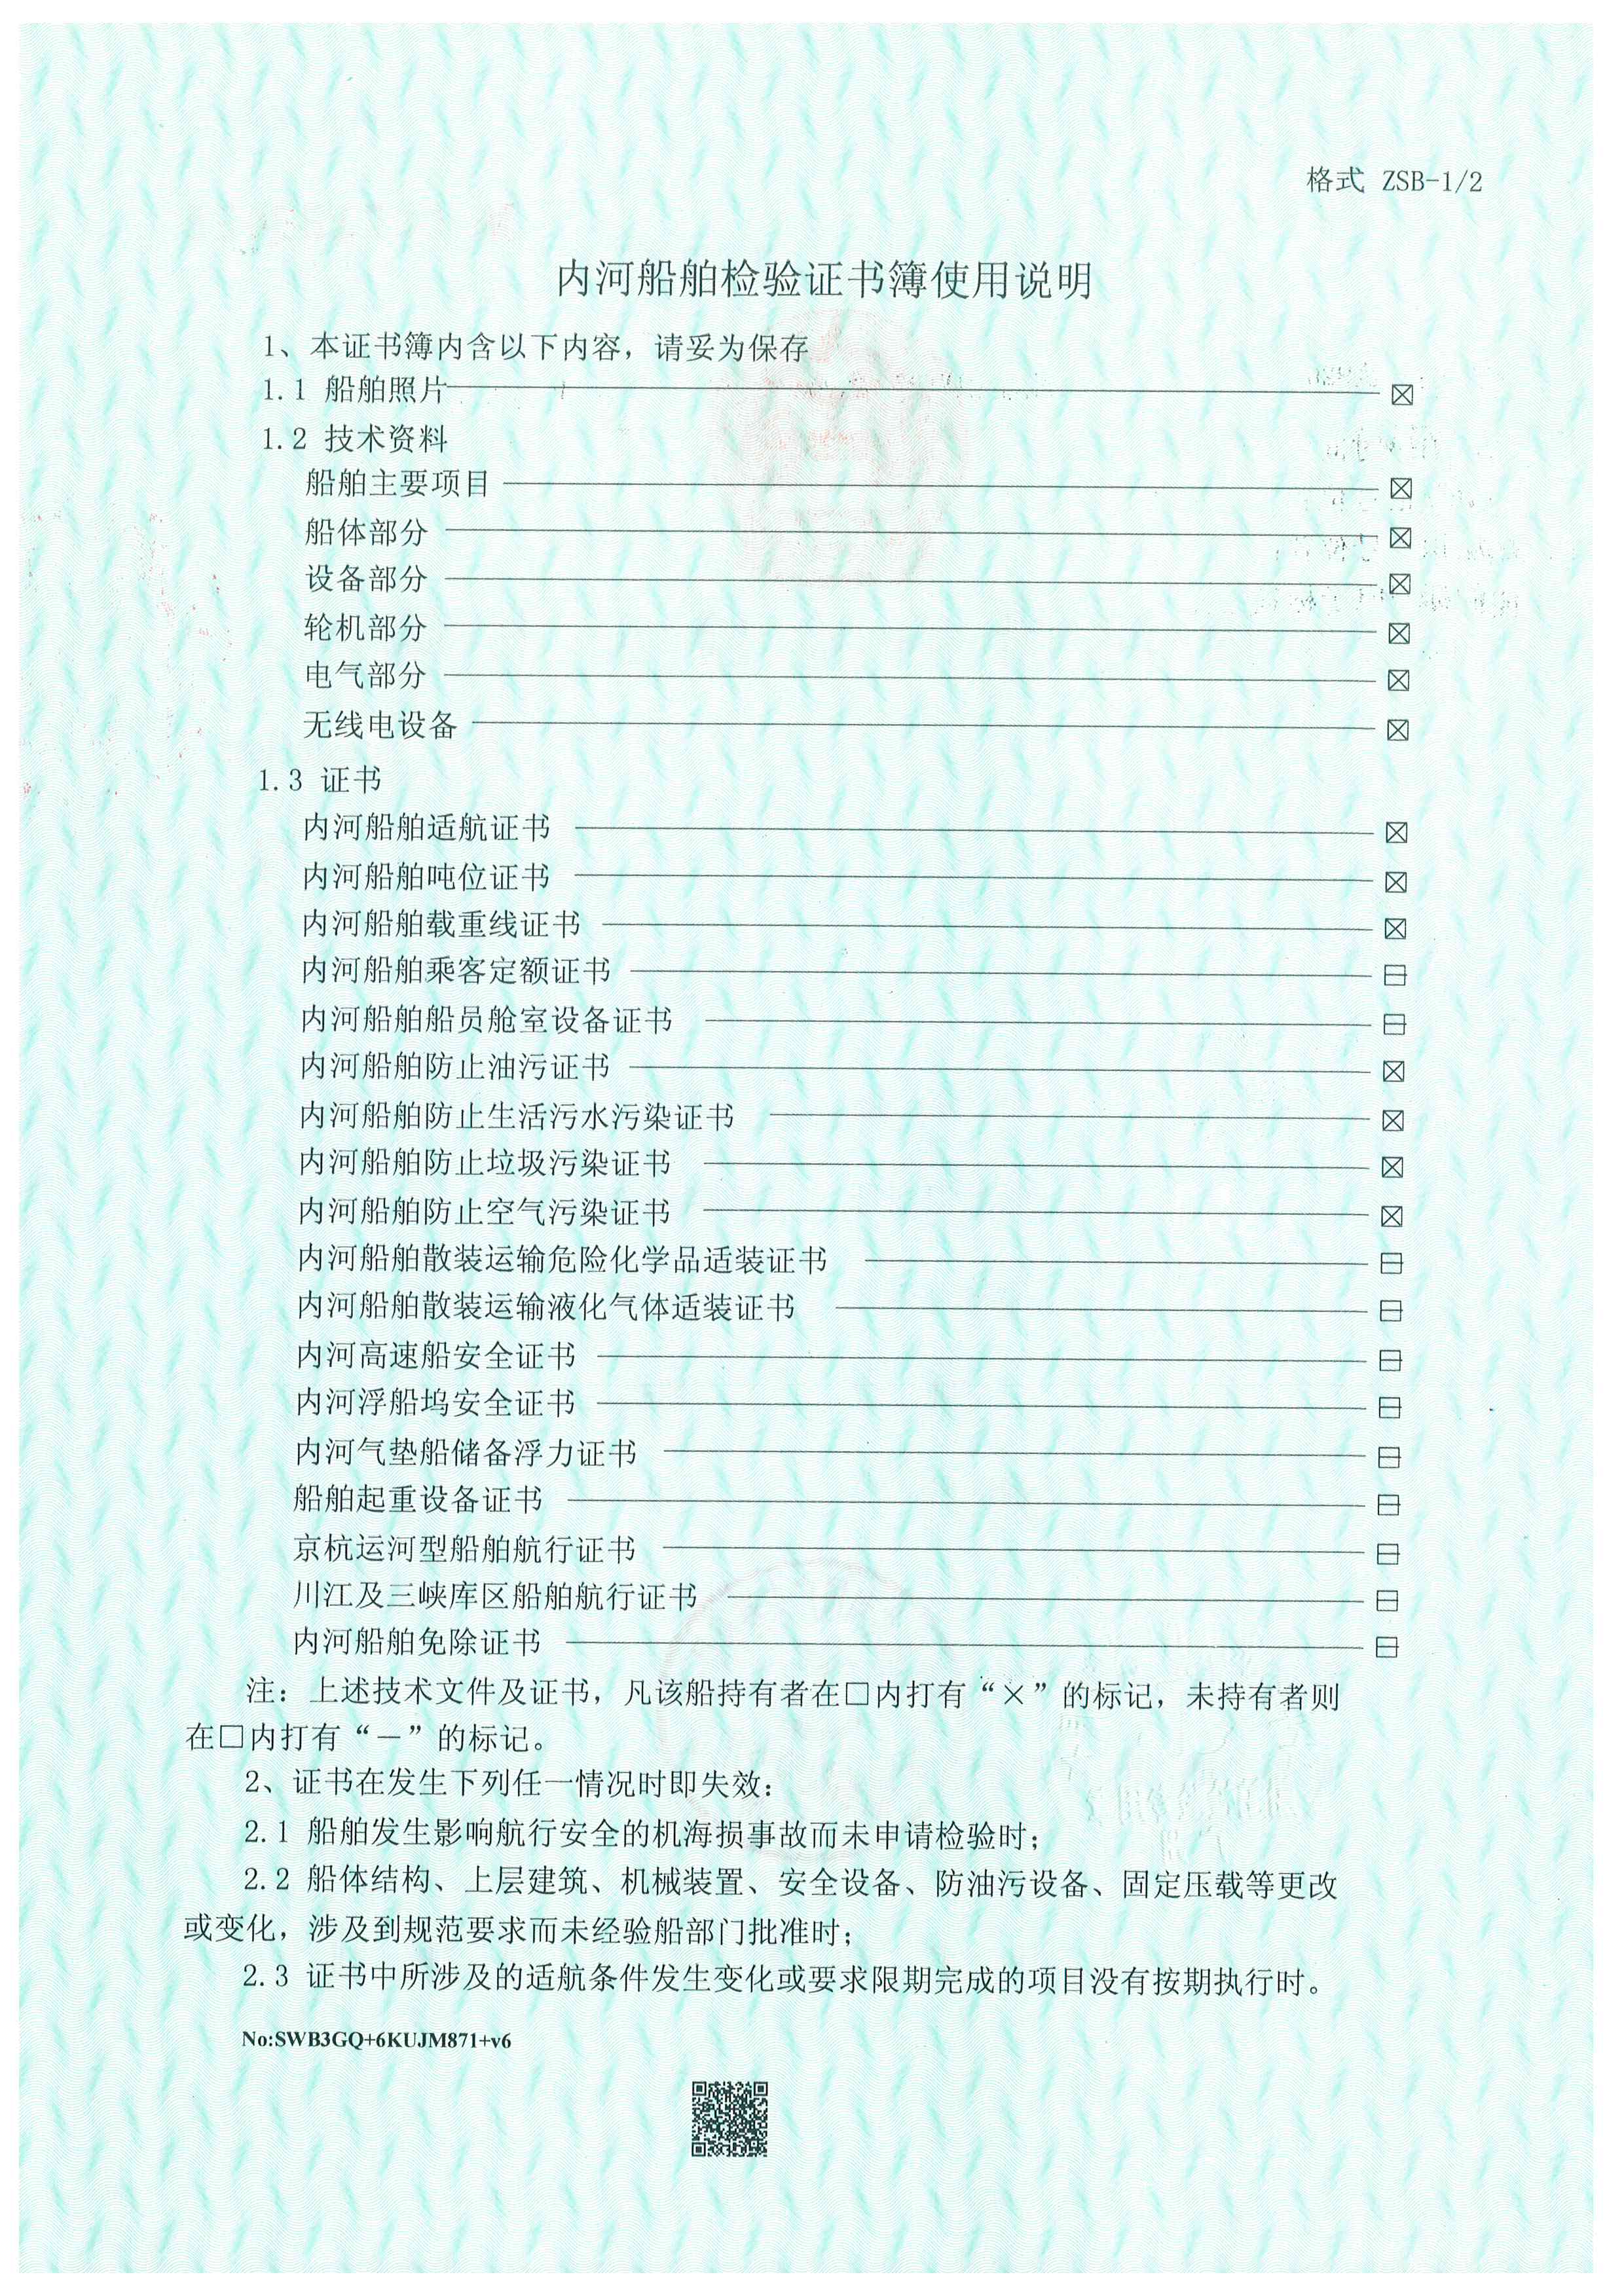 格式 ZSB-1/2
内河船舶检验证书簿使用说明
1、本证书簿内含以下内容，请妥为保存
1.1 船舶照片 ☒
1.2 技术资料
船舶主要项目 ☒
船体部分 ☒
设备部分 ☒
轮机部分 ☒
电气部分 ☒
无线电设备 ☒
1.3 证书
内河船舶适航证书 ☒
内河船舶吨位证书 ☒
内河船舶载重线证书 ☒
内河船舶乘客定额证书 ⊟
内河船舶船员舱室设备证书 ⊟
内河船舶防止油污证书 ☒
内河船舶防止生活污水污染证书 ☒
内河船舶防止垃圾污染证书 ☒
内河船舶防止空气污染证书 ☒
内河船舶散装运输危险化学品适装证书 ⊟
内河船舶散装运输液化气体适装证书 ⊟
内河高速船安全证书 ⊟
内河浮船坞安全证书 ⊟
内河气垫船储备浮力证书 ⊟
船舶起重设备证书 ⊟
京杭运河型船舶航行证书 ⊟
川江及三峡库区船舶航行证书 ⊟
内河船舶免除证书 ⊟
注：上述技术文件及证书，凡该船持有者在□内打有“×”的标记，未持有者则
在□内打有“－”的标记。
2、证书在发生下列任一情况时即失效：
2.1 船舶发生影响航行安全的机海损事故而未申请检验时；
2.2 船体结构、上层建筑、机械装置、安全设备、防油污设备、固定压载等更改
或变化，涉及到规范要求而未经验船部门批准时；
2.3 证书中所涉及的适航条件发生变化或要求限期完成的项目没有按期执行时。
No:SWB3GQ+6KUJM871+v6